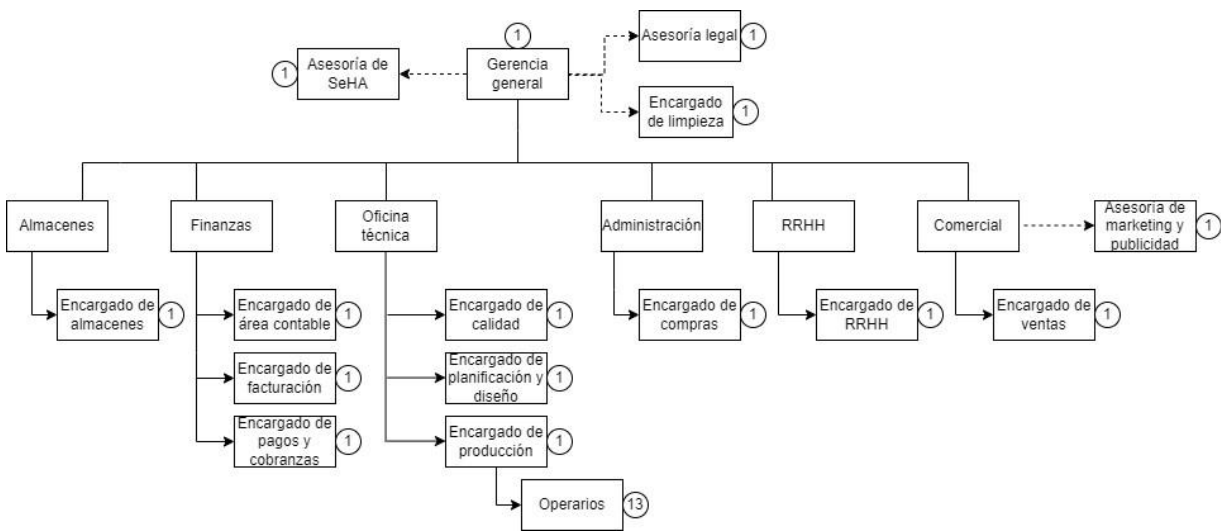 1
Asesoría legal
1
1
Asesoría de
SeHA
Gerencia
general
Encargado
de limpieza
1
Almacenes
Finanzas
Oficina
técnica
Administración
RRHH
Comercial
Asesoría de
marketing y
publicidad
1
Encargado de
almacenes
1
Encargado de
área contable
1
Encargado de
calidad
1
Encargado de
compras
1
Encargado de
RRHH
1
Encargado de
ventas
1
Encargado de
facturación
1
Encargado de
planificación y
diseño
1
Encargado de
pagos y
cobranzas
1
Encargado de
producción
1
Operarios
13